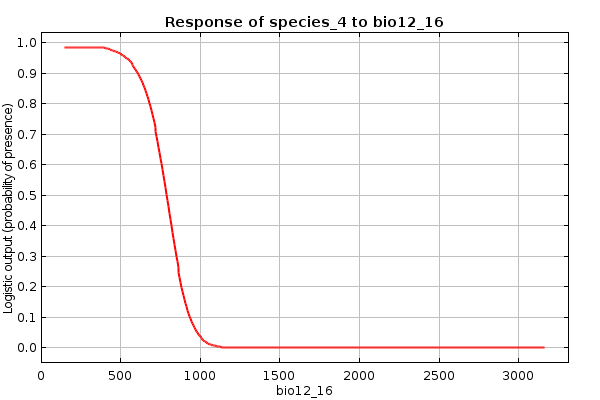 Response of species_4 to bio12_16
Logistic output (probability of presence)
1.0
0.9
0.8
0.7
0.6
0.5
0.4
0.3
0.2
0.1
0.0
0 500 1000 1500 2000 2500 3000
bio12_16